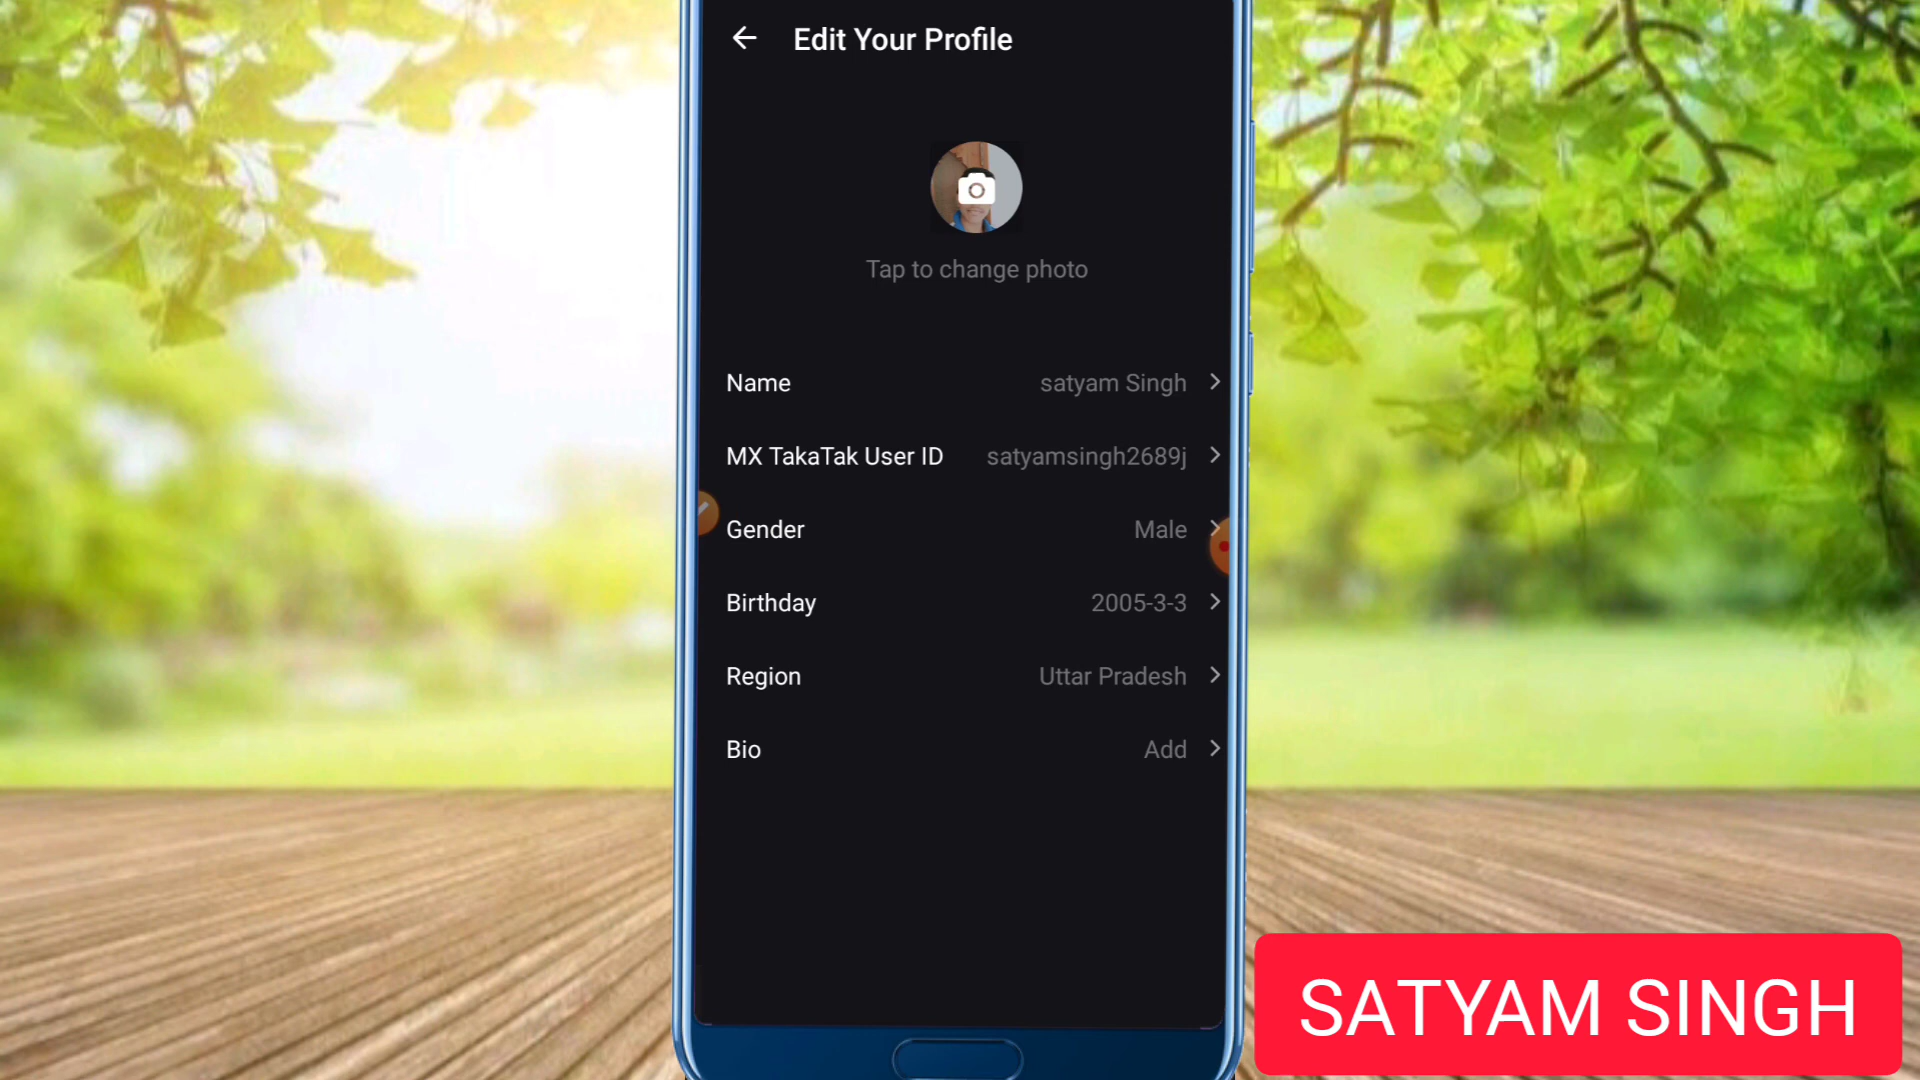 Edit Your Profile
Tap to change photo
Name satyam Singh
MX TakaTak User ID satyamsingh2689j
Gender Male
Birthday 2005-3-3
Region Uttar Pradesh
Bio Add
SATYAM SINGH